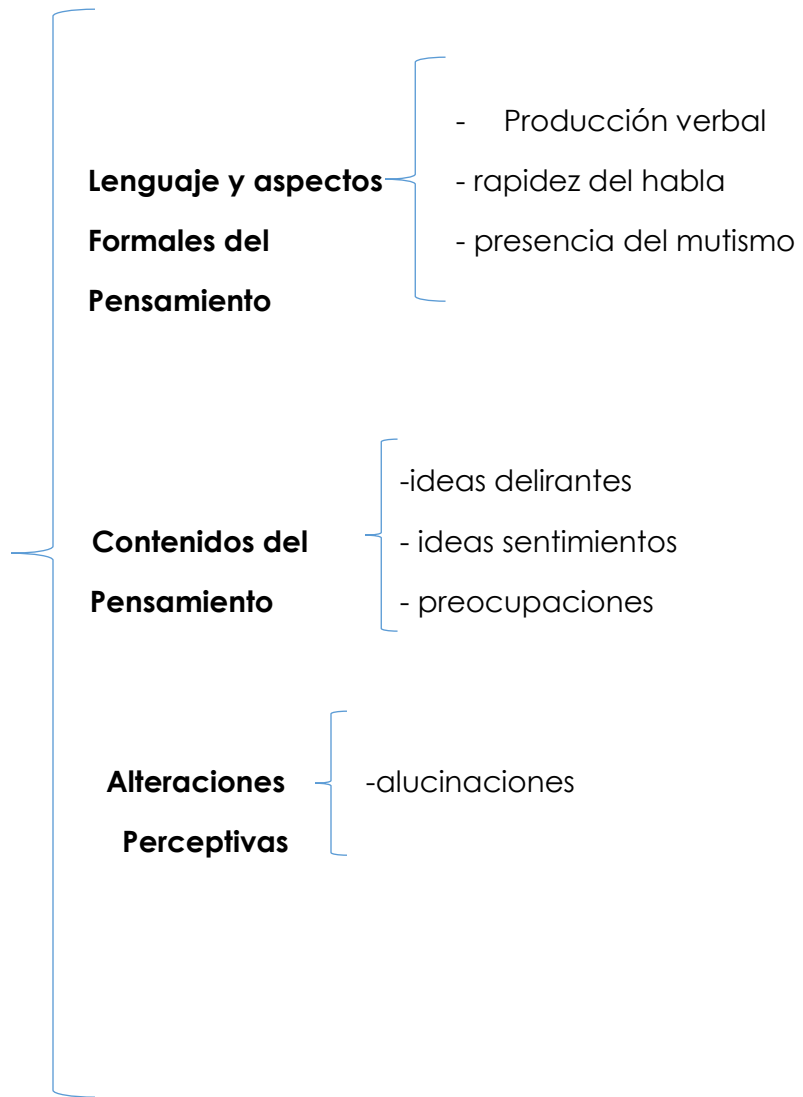 - Producción verbal
Lenguaje y aspectos - rapidez del habla
Formales del - presencia del mutismo
Pensamiento
-ideas delirantes
Contenidos del - ideas sentimientos
Pensamiento - preocupaciones
Alteraciones -alucinaciones
Perceptivas